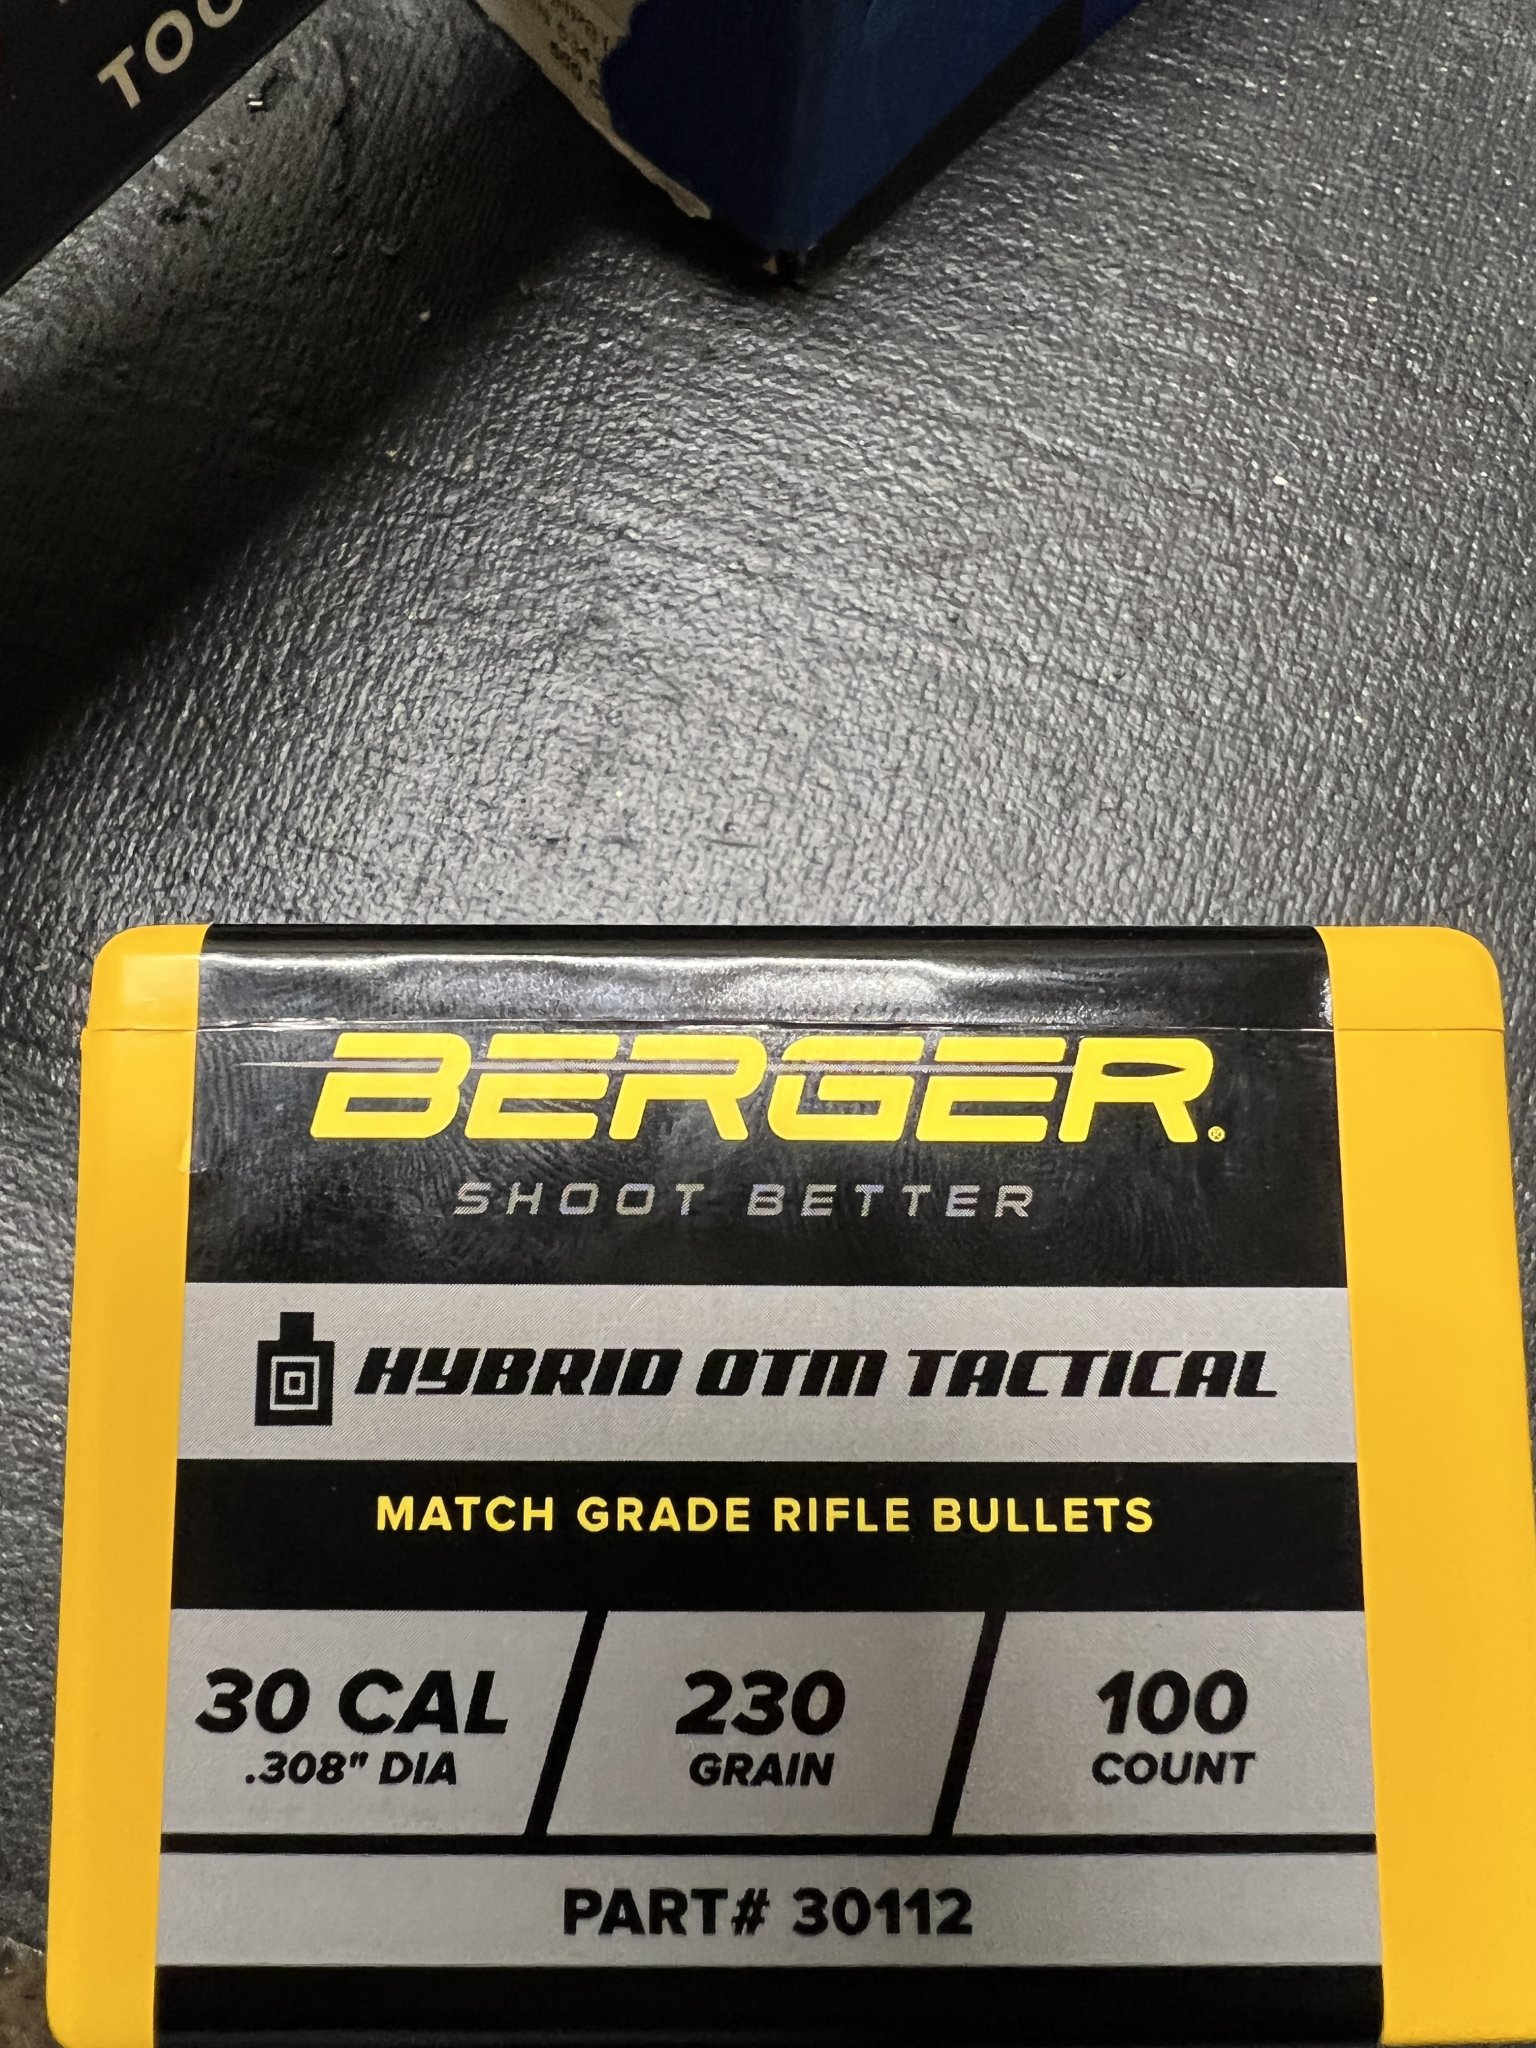 TOO
BERGER®
SHOOT BETTER
HYBRID OTM TACTICAL
MATCH GRADE RIFLE BULLETS
30 CAL
.308" DIA
230
GRAIN
100
COUNT
PART# 30112